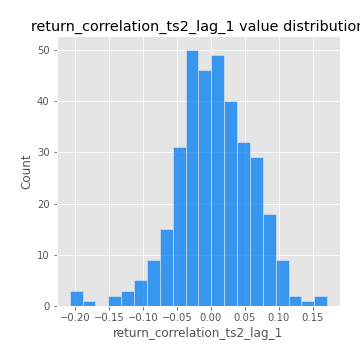 return_correlation_ts2_lag_1 value distribution
50
40
30
20
10
0
Count
−0.20 −0.15 −0.10 −0.05 0.00 0.05 0.10 0.15
return_correlation_ts2_lag_1